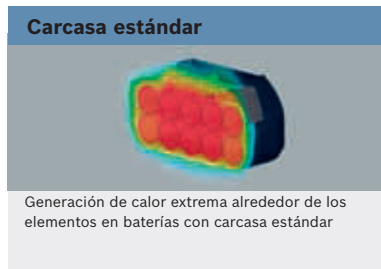 Carcasa estándar
Generación de calor extrema alrededor de los
elementos en baterías con carcasa estándar